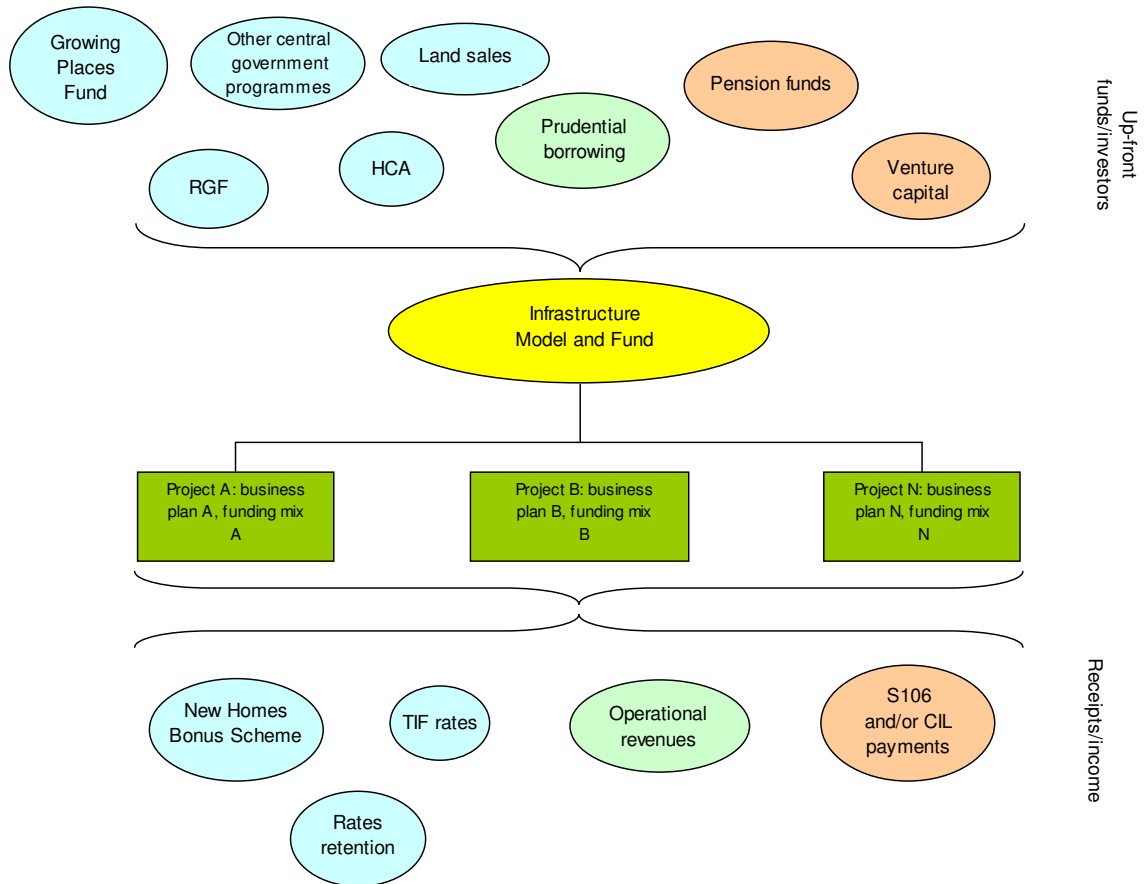 Growing
Places
Fund
Other central
government
programmes
Land sales
Pension funds
Prudential
borrowing
HCA
RGF
Venture
capital
Up-front
funds/investors
Infrastructure
Model and Fund
Project A: business
plan A, funding mix
A
Project B: business
plan B, funding mix
B
Project N: business
plan N, funding mix
N
New Homes
Bonus Scheme
TIF rates
Operational
revenues
S106
and/or CIL
payments
Rates
retention
Receipts/income